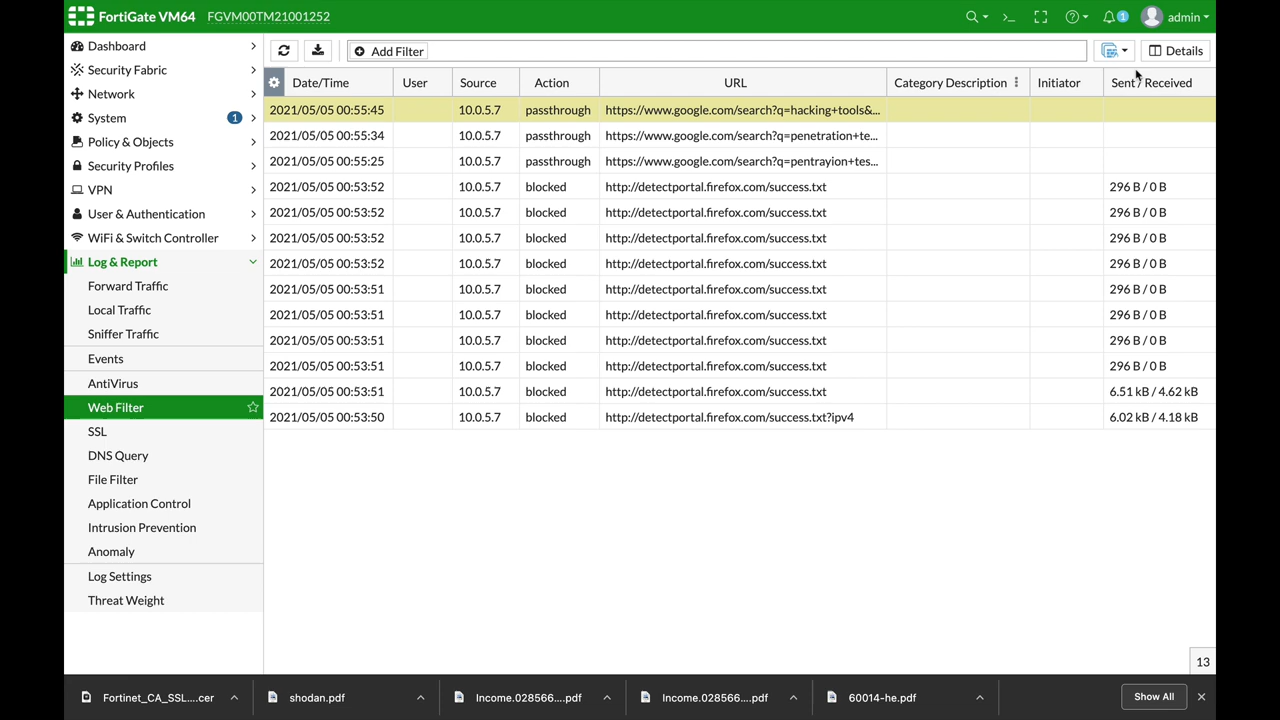 FortiGate VM64 FGVM00TM21001252 1 admin
Dashboard
Security Fabric
Network
System 1
Policy & Objects
Security Profiles
VPN
User & Authentication
WiFi & Switch Controller
Log & Report
Forward Traffic
Local Traffic
Sniffer Traffic
Events
AntiVirus
Web Filter
SSL
DNS Query
File Filter
Application Control
Intrusion Prevention
Anomaly
Log Settings
Threat Weight
Add Filter Details
Date/Time User Source Action URL Category Description Initiator Sent / Received
2021/05/05 00:55:45 10.0.5.7 passthrough https://www.google.com/search?q=hacking+tools&...
2021/05/05 00:55:34 10.0.5.7 passthrough https://www.google.com/search?q=penetration+te...
2021/05/05 00:55:25 10.0.5.7 passthrough https://www.google.com/search?q=pentrayion+tes...
2021/05/05 00:53:52 10.0.5.7 blocked http://detectportal.firefox.com/success.txt 296 B / 0 B
2021/05/05 00:53:52 10.0.5.7 blocked http://detectportal.firefox.com/success.txt 296 B / 0 B
2021/05/05 00:53:52 10.0.5.7 blocked http://detectportal.firefox.com/success.txt 296 B / 0 B
2021/05/05 00:53:52 10.0.5.7 blocked http://detectportal.firefox.com/success.txt 296 B / 0 B
2021/05/05 00:53:51 10.0.5.7 blocked http://detectportal.firefox.com/success.txt 296 B / 0 B
2021/05/05 00:53:51 10.0.5.7 blocked http://detectportal.firefox.com/success.txt 296 B / 0 B
2021/05/05 00:53:51 10.0.5.7 blocked http://detectportal.firefox.com/success.txt 296 B / 0 B
2021/05/05 00:53:51 10.0.5.7 blocked http://detectportal.firefox.com/success.txt 296 B / 0 B
2021/05/05 00:53:51 10.0.5.7 blocked http://detectportal.firefox.com/success.txt 6.51 kB / 4.62 kB
2021/05/05 00:53:50 10.0.5.7 blocked http://detectportal.firefox.com/success.txt?ipv4 6.02 kB / 4.18 kB
13
Fortinet_CA_SSL....cer shodan.pdf Income.028566....pdf Income.028566....pdf 60014-he.pdf Show All